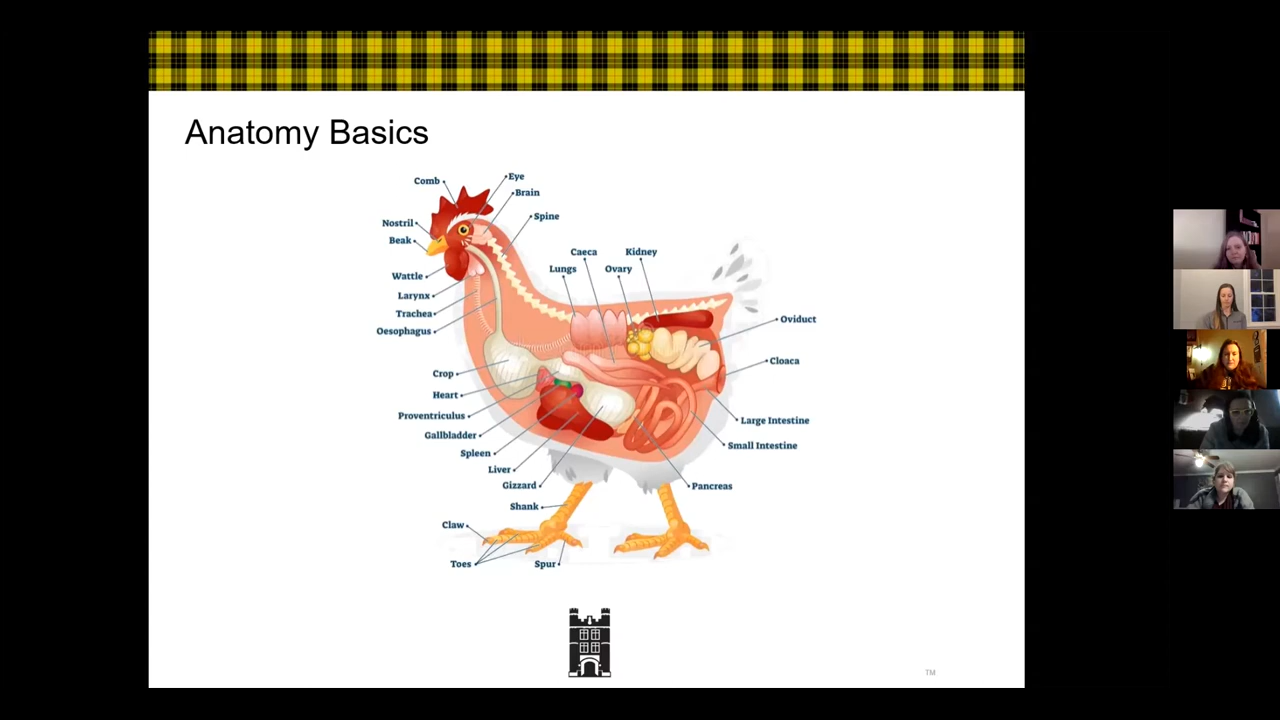 Anatomy Basics
Comb
Eye
Brain
Nostril
Spine
Beak
Caeca
Kidney
Lungs
Ovary
Wattle
Larynx
Trachea
Oesophagus
Oviduct
Cloaca
Crop
Heart
Proventriculus
Large Intestine
Gallbladder
Small Intestine
Spleen
Liver
Gizzard
Pancreas
Shank
Claw
Toes
Spur
TM